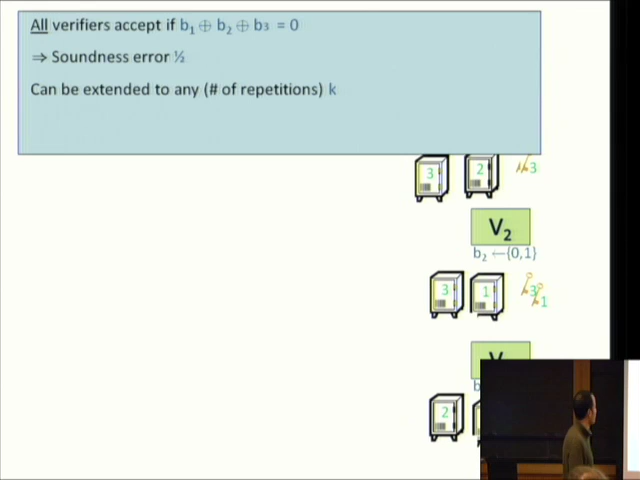 All verifiers accept if b₁ ⊕ b₂ ⊕ b₃ = 0
⇒ Soundness error ½
Can be extended to any (# of repetitions) k
3 2 3
V₂
b₂ ←{0,1}
3 1 3 1
V
b
2